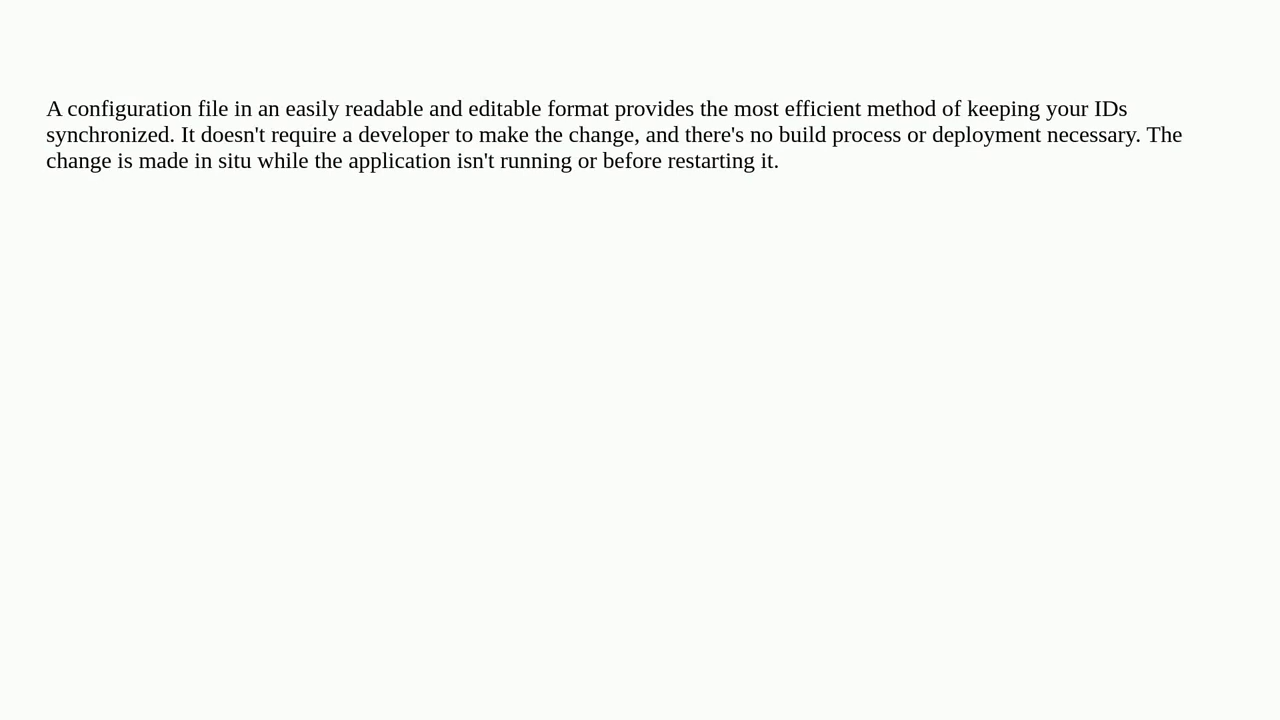 A configuration file in an easily readable and editable format provides the most efficient method of keeping your IDs
synchronized. It doesn't require a developer to make the change, and there's no build process or deployment necessary. The
change is made in situ while the application isn't running or before restarting it.